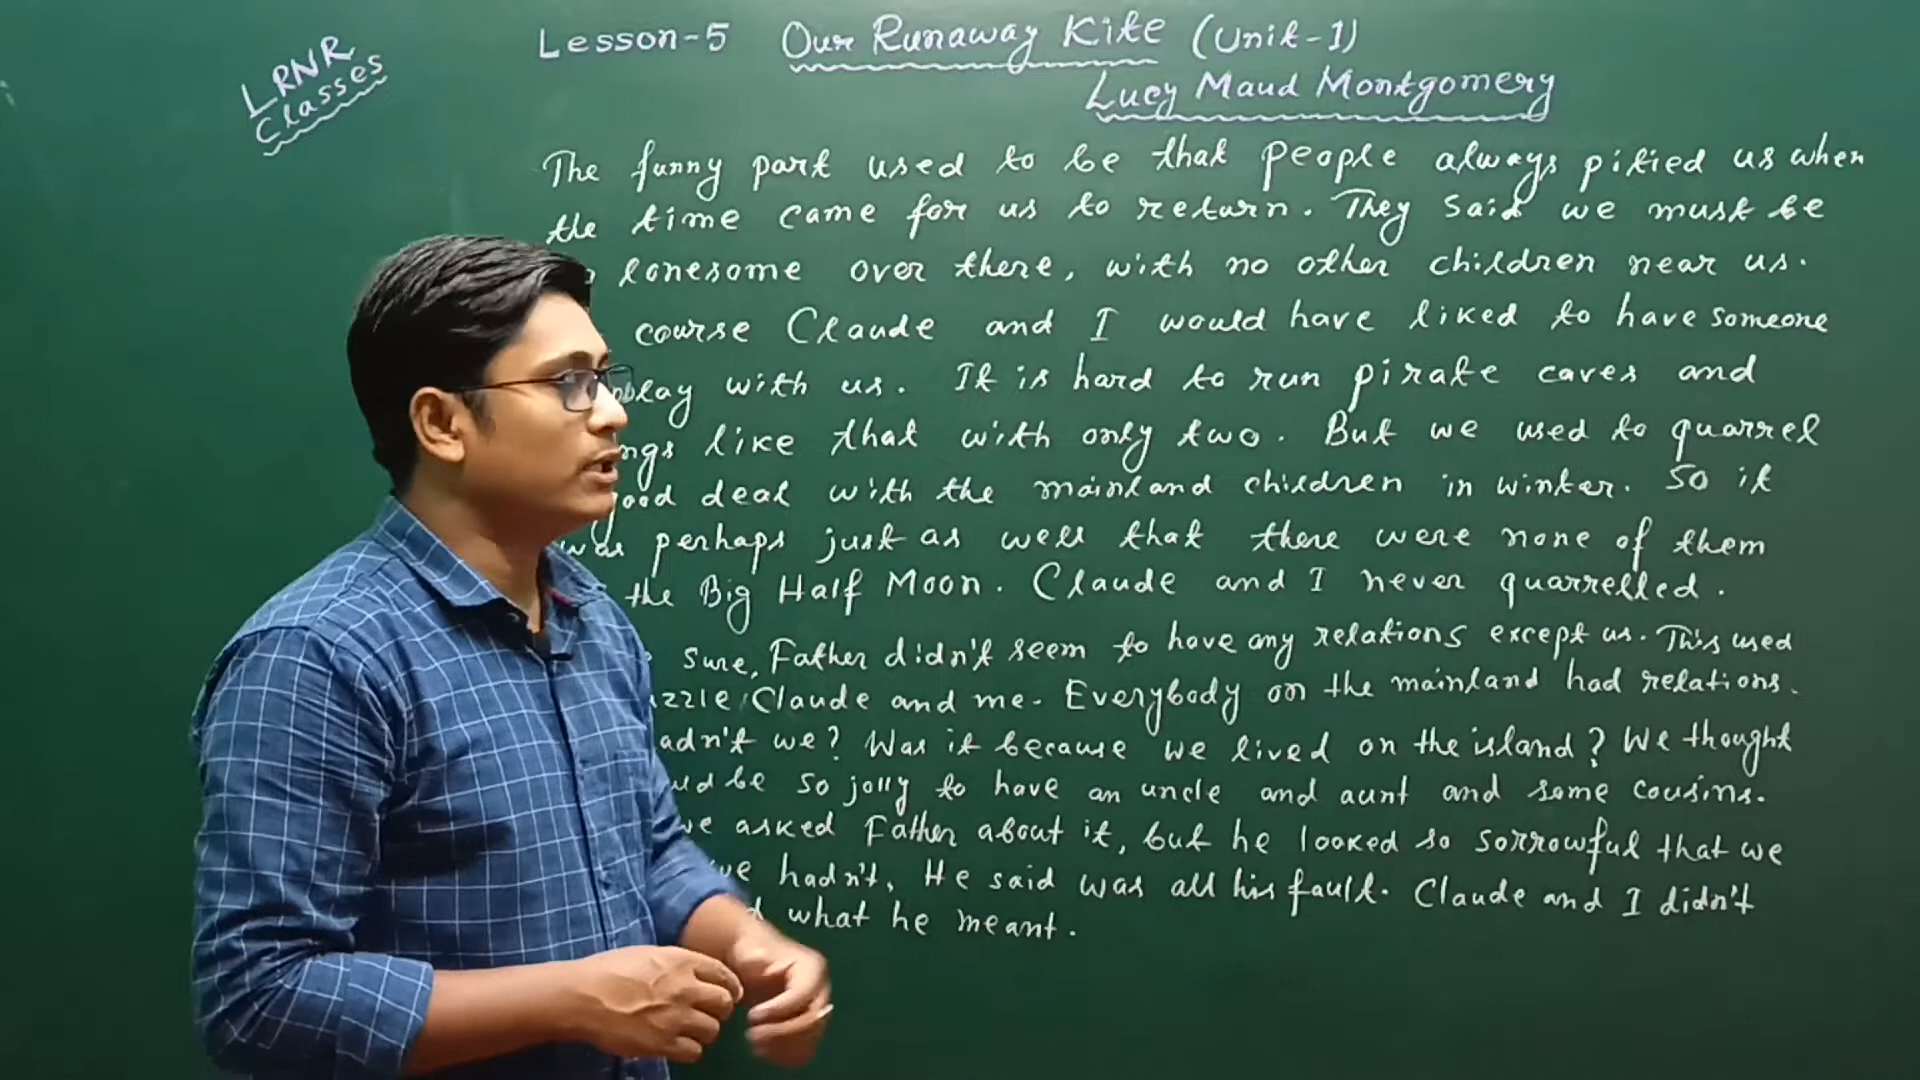 LRNR
Classes
Lesson-5 Our Runaway Kite (Unit-1)
Lucy Maud Montgomery
The funny part used to be that people always pitied us when
the time came for us to return. They said we must be
lonesome over there, with no other children near us.
course Claude and I would have liked to have someone
play with us. It is hard to run pirate caves and
ngs like that with only two. But we used to quarrel
good deal with the mainland children in winter. So it
was perhaps just as well that there were none of them
the Big Half Moon. Claude and I never quarrelled.
sure, Father didn't seem to have any relations except us. This used
zzle Claude and me. Everybody on the mainland had relations.
adn't we? Was it because we lived on the island? We thought
uld be so jolly to have an uncle and aunt and some cousins.
we asked Father about it, but he looked so sorrowful that we
we hadn't. He said was all his fault. Claude and I didn't
d what he meant.